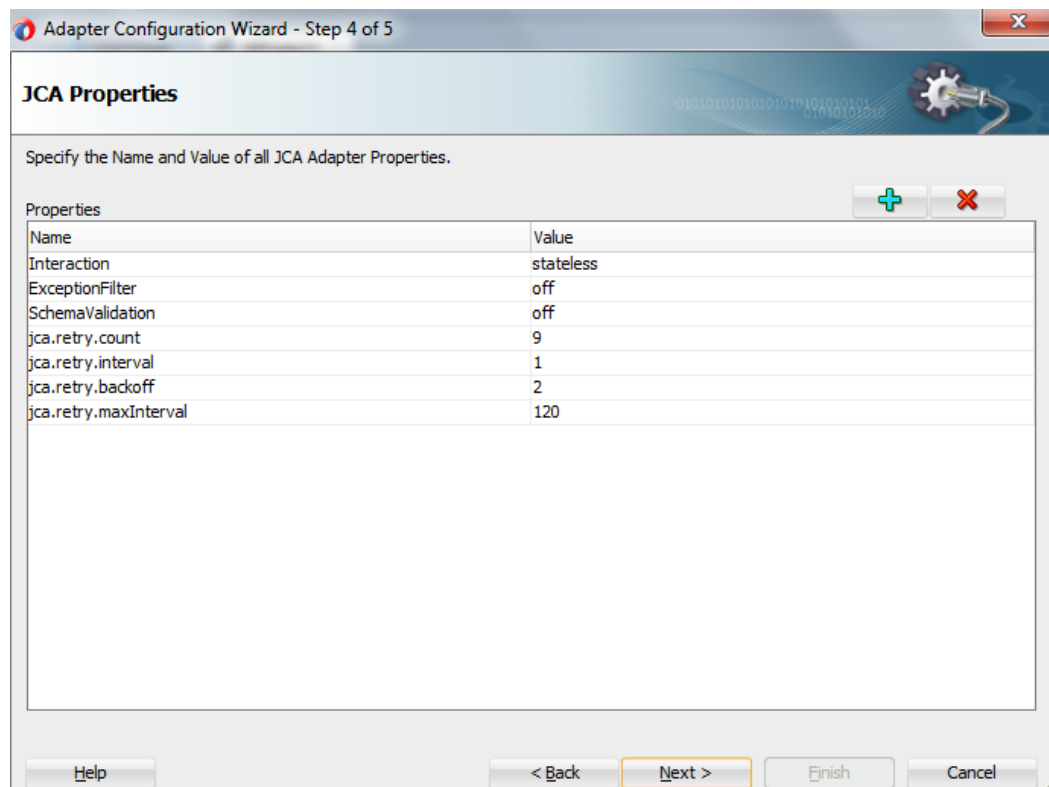 Adapter Configuration Wizard - Step 4 of 5
X
JCA Properties
Specify the Name and Value of all JCA Adapter Properties.
Properties
Name Value
Interaction stateless
ExceptionFilter off
SchemaValidation off
jca.retry.count 9
jca.retry.interval 1
jca.retry.backoff 2
jca.retry.maxInterval 120
Help < Back Next > Finish Cancel